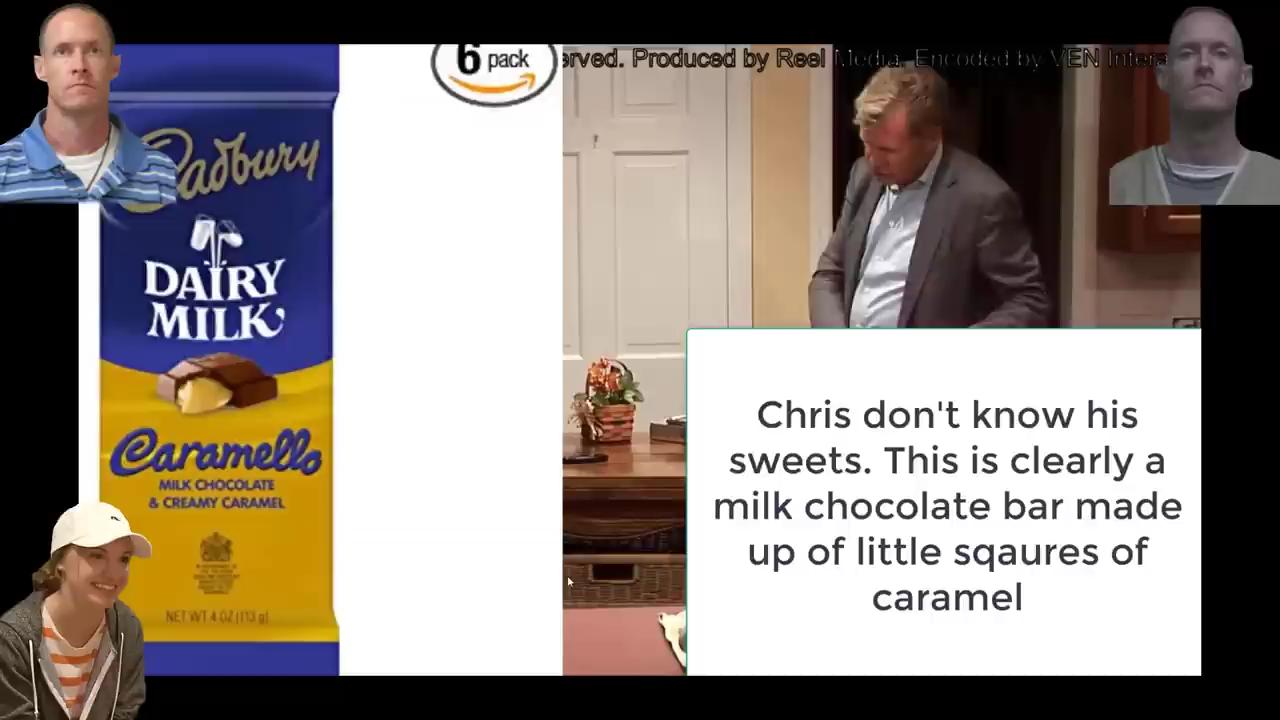 6 pack
erved. Produced by Reel Media. Encoded by VEN Intera
Cadbury
DAIRY
MILK
Caramello
MILK CHOCOLATE
& CREAMY CARAMEL
NET WT 4 OZ (113 g)
Chris don't know his
sweets. This is clearly a
milk chocolate bar made
up of little sqaures of
caramel